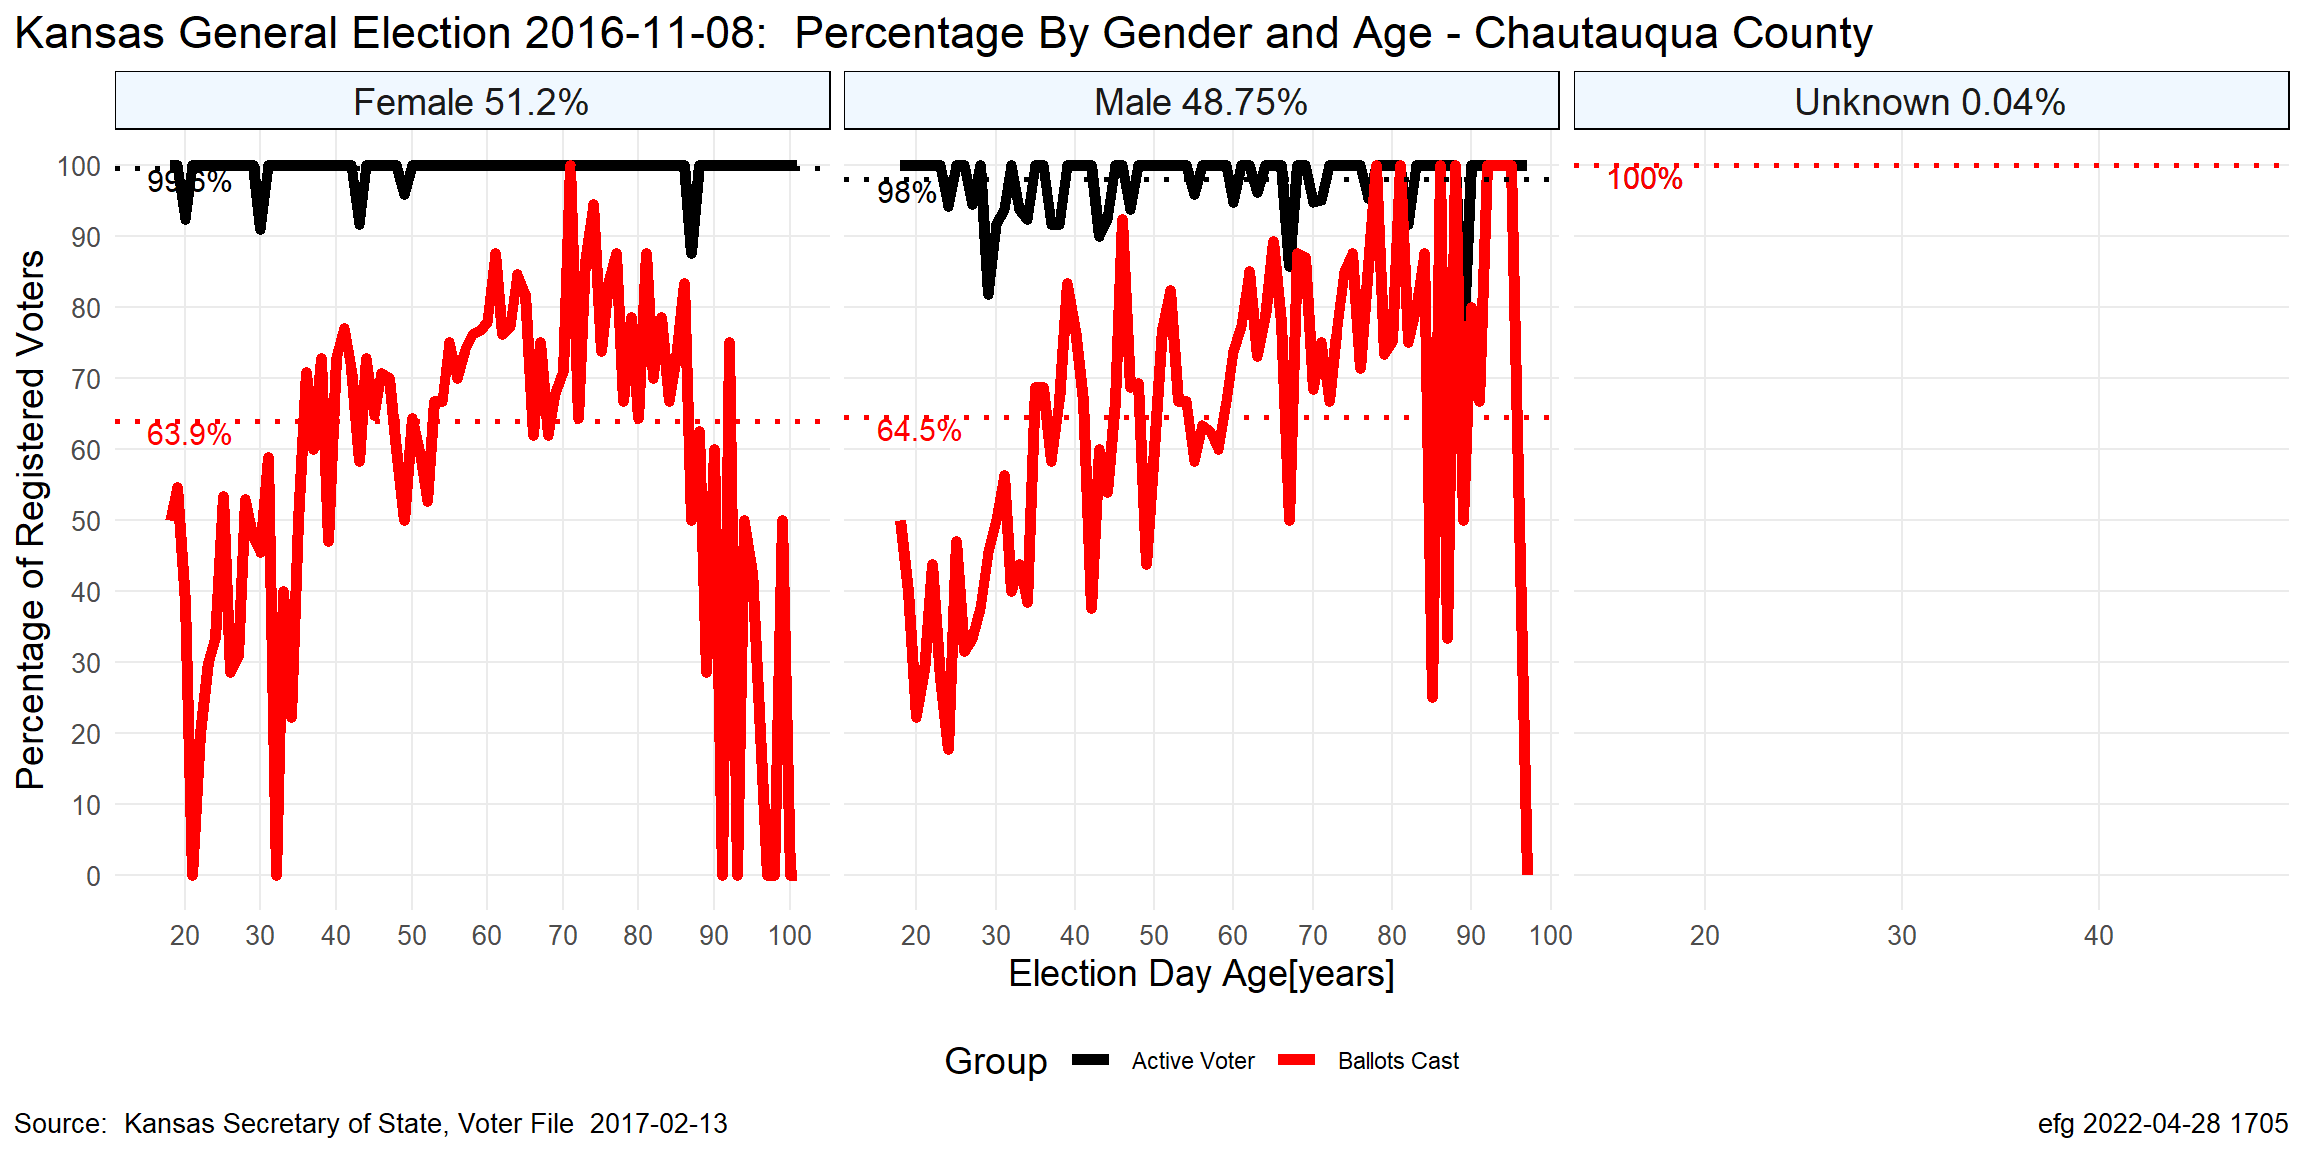 Kansas General Election 2016-11-08:  Percentage By Gender and Age - Chautauqua County
Female 51.2%
Male 48.75%
Unknown 0.04%
Percentage of Registered Voters
100
90
80
70
60
50
40
30
20
10
0
99.6%
63.9%
98%
64.5%
100%
20 30 40 50 60 70 80 90 100
20 30 40 50 60 70 80 90 100
20 30 40
Election Day Age[years]
Group Active Voter Ballots Cast
Source:  Kansas Secretary of State, Voter File  2017-02-13
efg 2022-04-28 1705